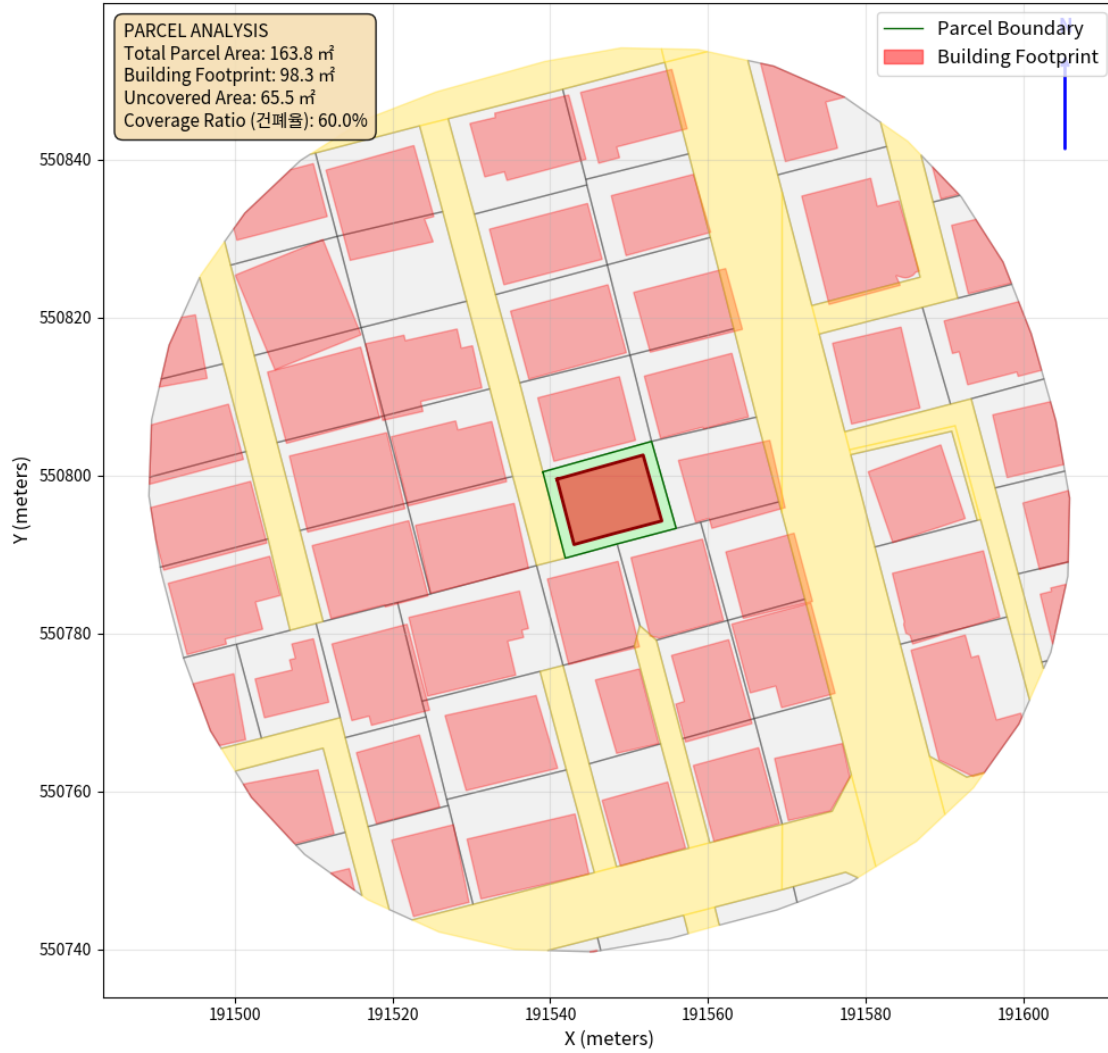 PARCEL ANALYSIS
Total Parcel Area: 163.8 ㎡
Building Footprint: 98.3 ㎡
Uncovered Area: 65.5 ㎡
Coverage Ratio (건폐율): 60.0%
Parcel Boundary
Building Footprint
N
550840
550820
550800
550780
550760
550740
Y (meters)
191500
191520
191540
191560
191580
191600
X (meters)